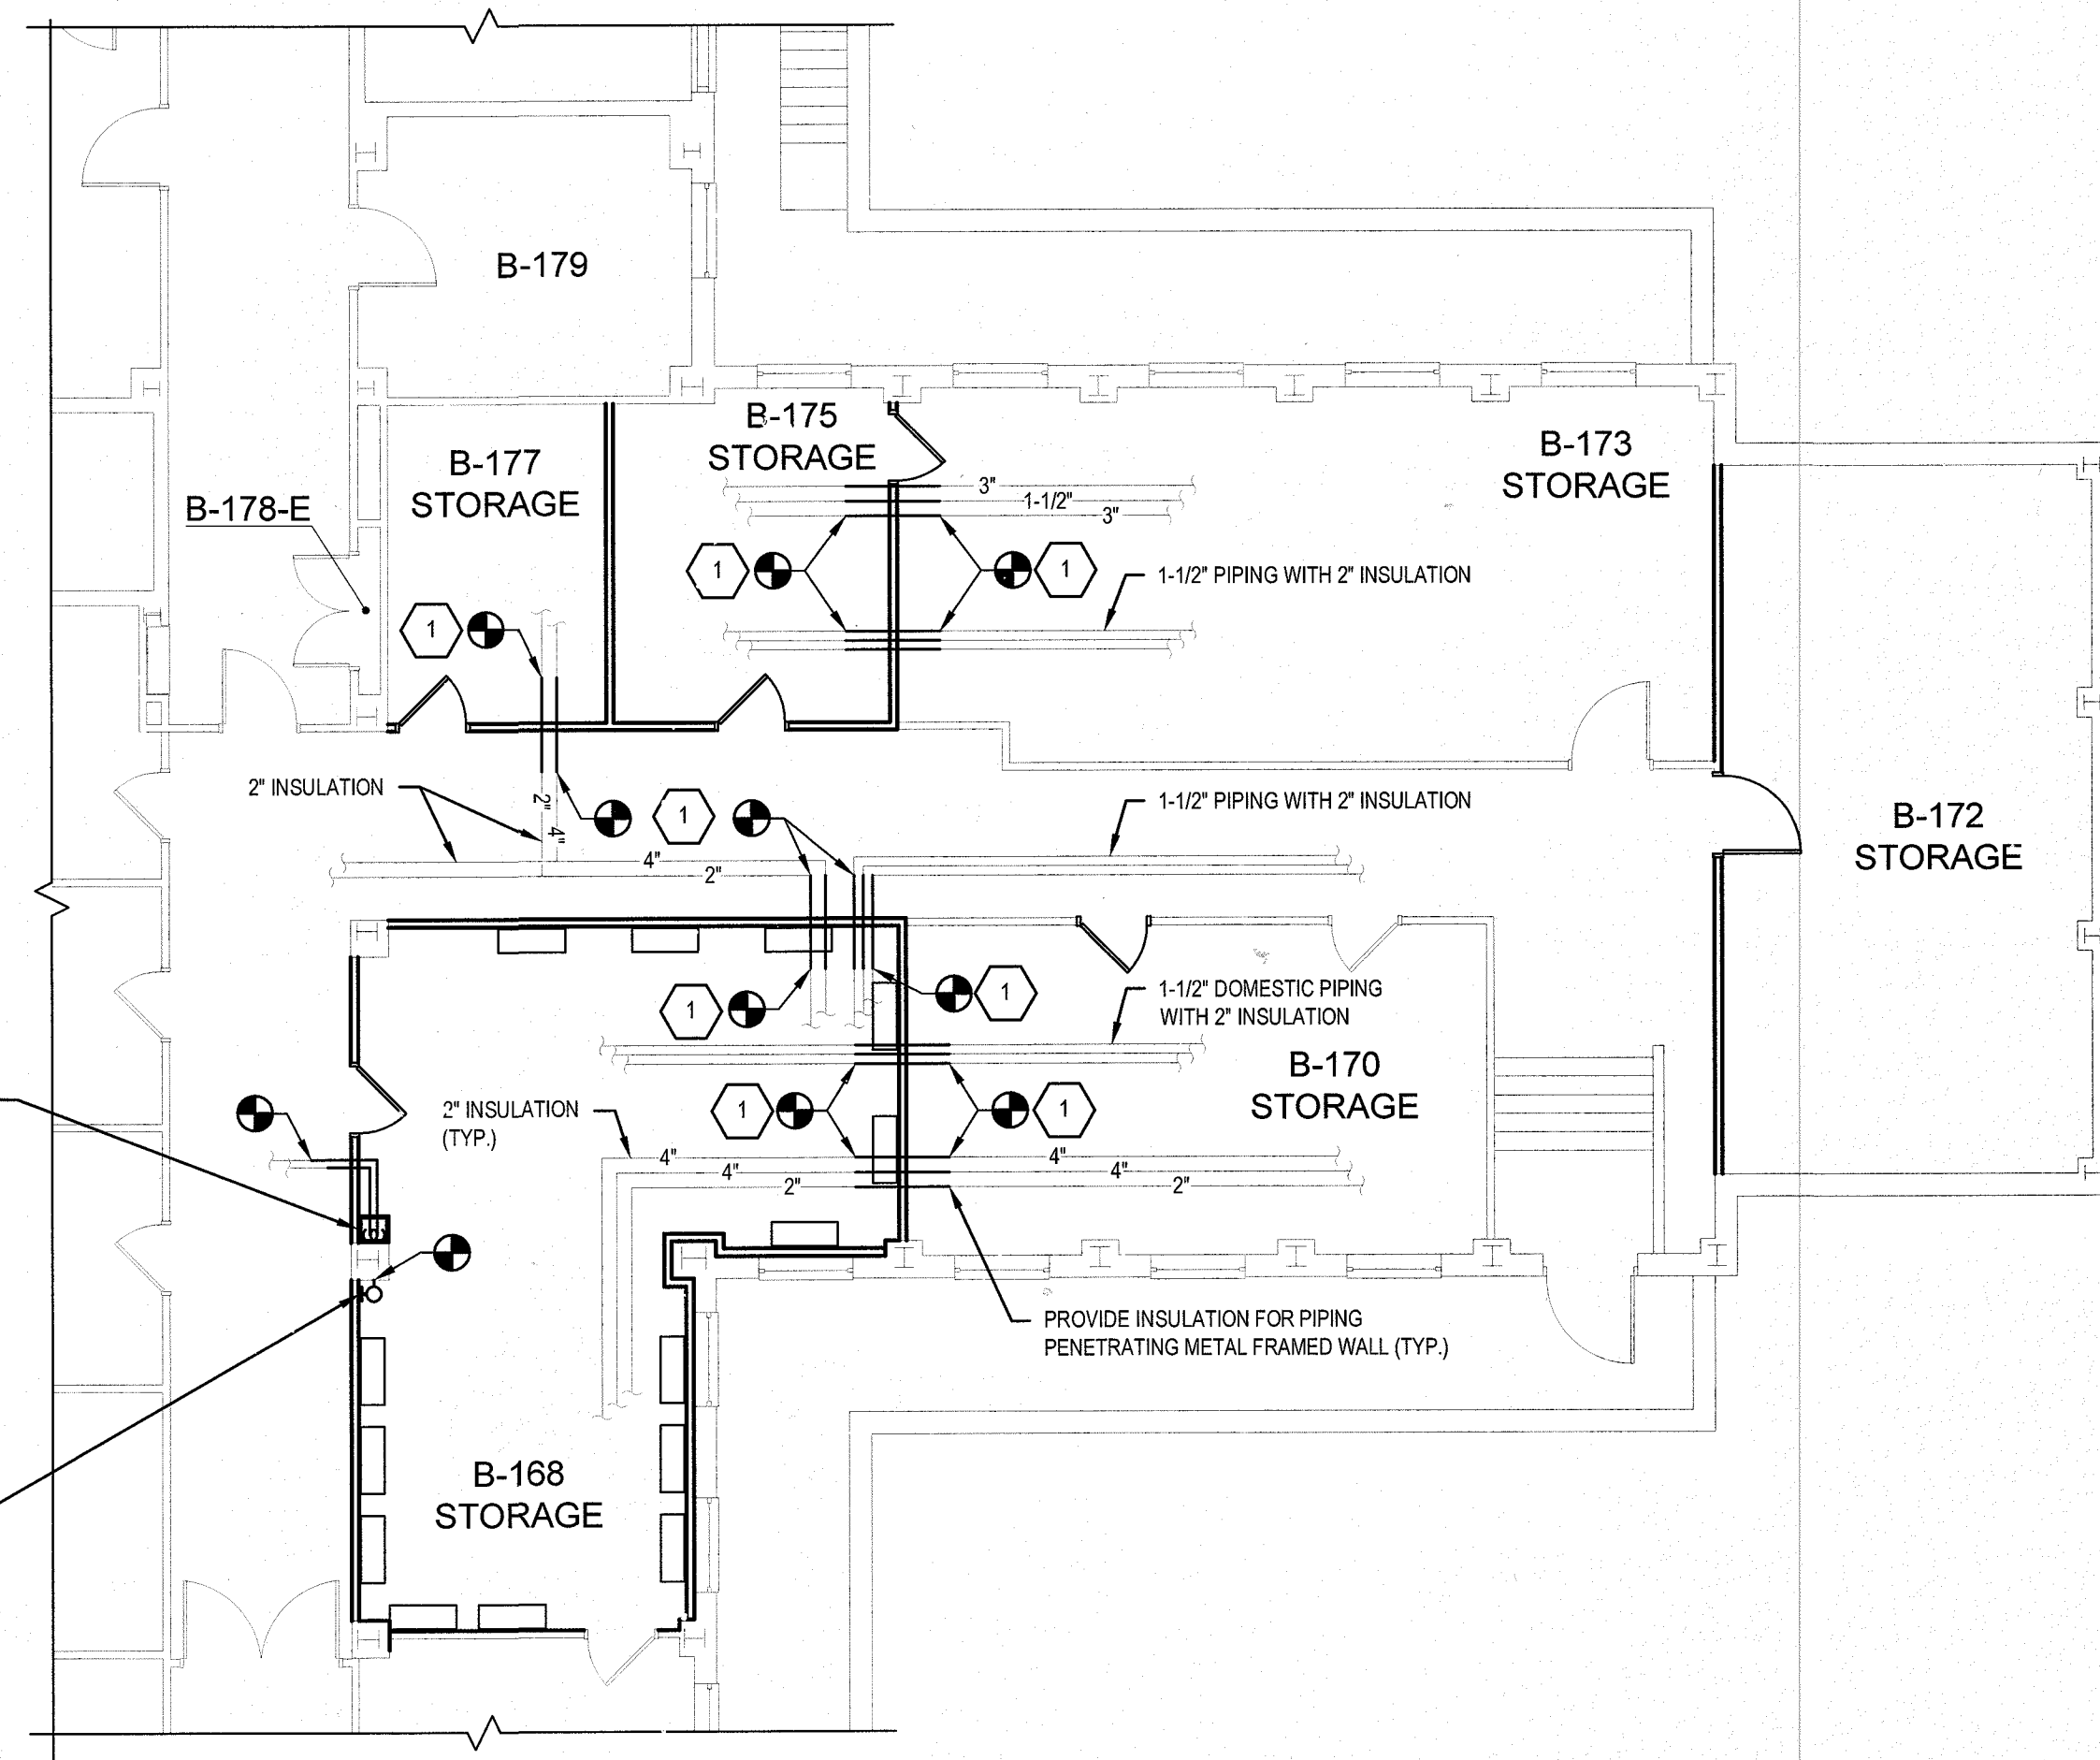 B-179
B-175
STORAGE
B-173
STORAGE
B-177
STORAGE
B-178-E
3"
1-1/2"
3"
1
1
1-1/2" PIPING WITH 2" INSULATION
1
2" INSULATION
2"
4"
1
1-1/2" PIPING WITH 2" INSULATION
B-172
STORAGE
4"
2"
1
1
1-1/2" DOMESTIC PIPING
WITH 2" INSULATION
B-170
STORAGE
2" INSULATION
(TYP.)
1
1
4"
4"
4"
4"
2"
2"
PROVIDE INSULATION FOR PIPING
PENETRATING METAL FRAMED WALL (TYP.)
B-168
STORAGE